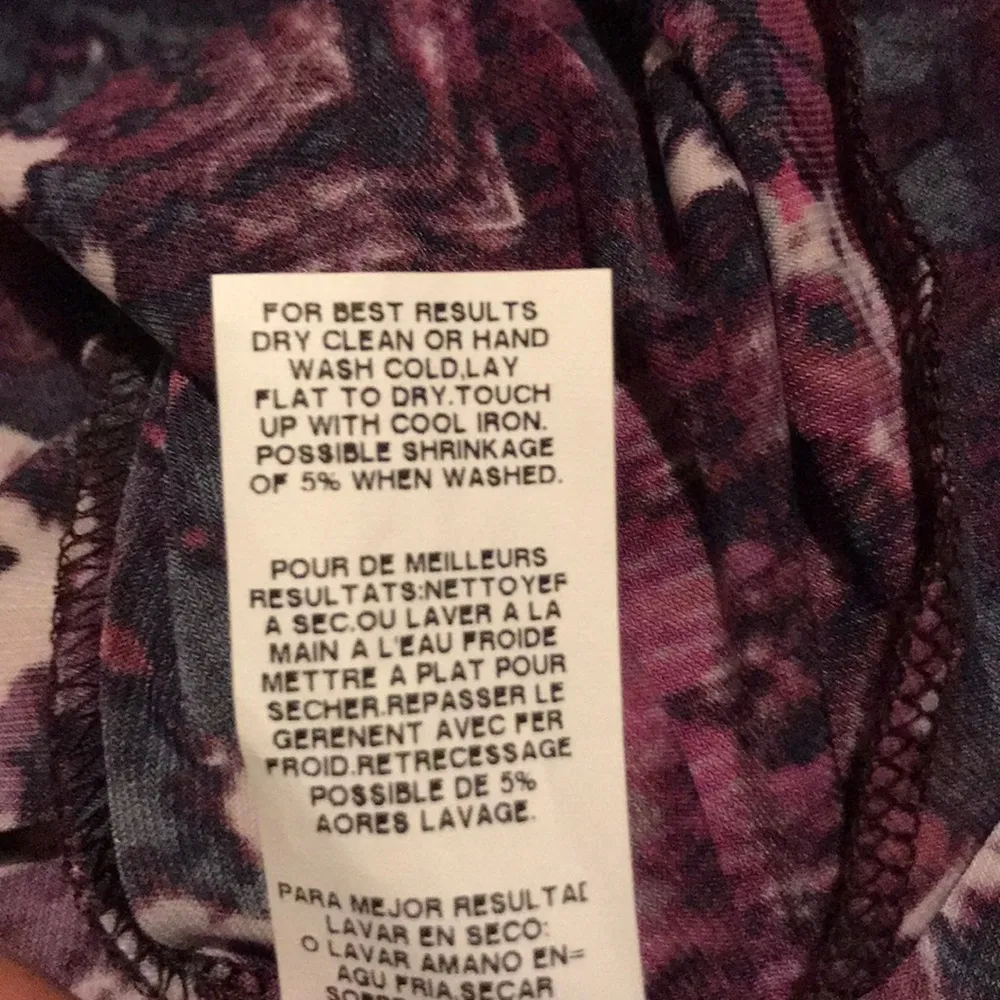 FOR BEST RESULTS
DRY CLEAN OR HAND
WASH COLD,LAY
FLAT TO DRY.TOUCH
UP WITH COOL IRON.
POSSIBLE SHRINKAGE
OF 5% WHEN WASHED.
POUR DE MEILLEURS
RESULTATS:NETTOYEF
A SEC.OU LAVER A LA
MAIN A L'EAU FROIDE
METTRE A PLAT POUR
SECHER.REPASSER LE
GERENENT AVEC FER
FROID.RETRECESSAGE
POSSIBLE DE 5%
AORES LAVAGE.
PARA MEJOR RESULTAD
LAVAR EN SECO:
O LAVAR AMANO EN=
AGU FRIA,SECAR